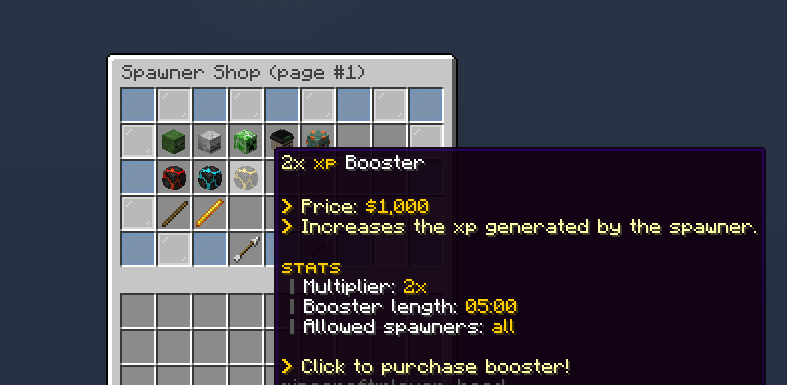 Spawner Shop (page #1)
2x XP Booster
> Price: $1,000
> Increases the xp generated by the spawner.
STATS
| Multiplier: 2x
| Booster length: 05:00
| Allowed spawners: all
> Click to purchase booster!